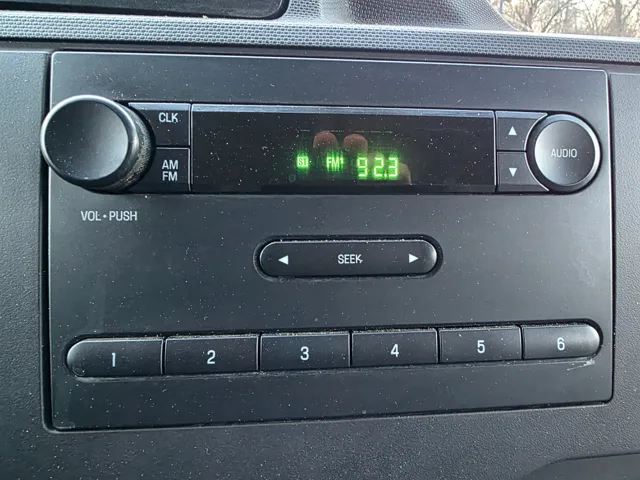 CLK
AM
FM
FM1 92.3
AUDIO
VOL • PUSH
SEEK
1 2 3 4 5 6